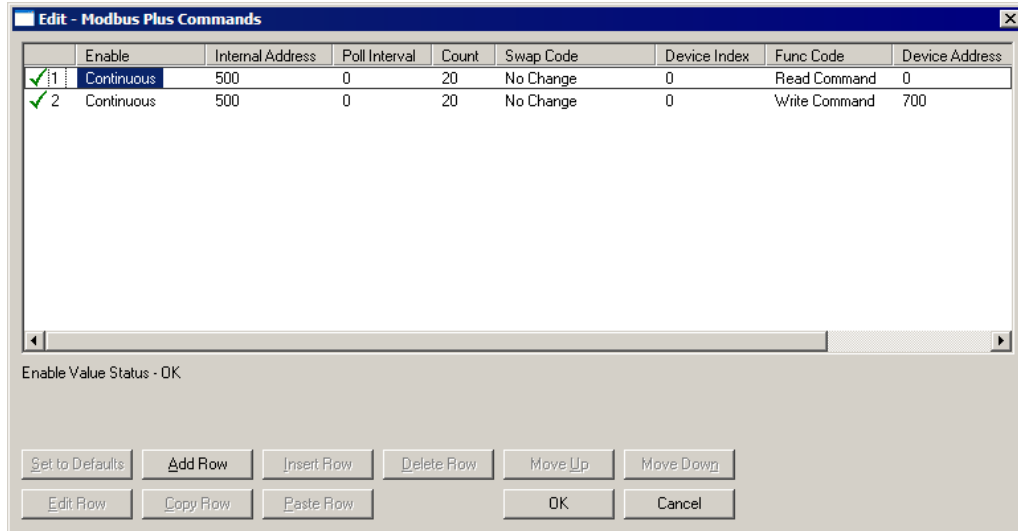 Edit - Modbus Plus Commands
Enable Internal Address Poll Interval Count Swap Code Device Index Func Code Device Address
1 Continuous 500 0 20 No Change 0 Read Command 0
2 Continuous 500 0 20 No Change 0 Write Command 700
Enable Value Status - OK
Set to Defaults Add Row Insert Row Delete Row Move Up Move Down
Edit Row Copy Row Paste Row OK Cancel